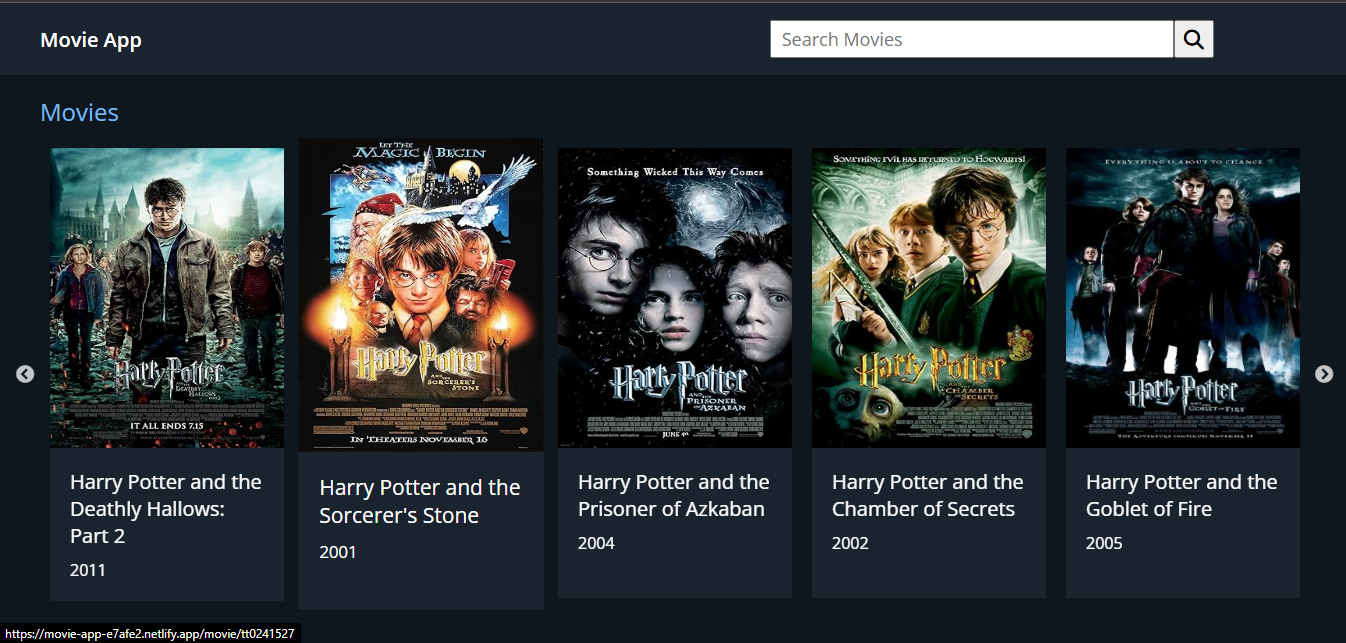 Movie App
Search Movies
Movies
Harry Potter
AND THE
DEATHLY
HALLOWS
PART 2
IT ALL ENDS 7.15
LET THE
MAGIC BEGIN
Harry Potter
AND THE
SORCERER'S
STONE
IN THEATERS NOVEMBER 16
Something Wicked This Way Comes
Harry Potter
AND THE
PRISONER
OF
AZKABAN
JUNE 4th
SOMETHING EVIL HAS RETURNED TO HOGWARTS!
Harry Potter
AND THE
CHAMBER
OF SECRETS
EVERYTHING IS ABOUT TO CHANGE
Harry Potter
AND THE
GOBLET OF FIRE
THE ADVENTURE CONTINUES NOVEMBER 18
Harry Potter and the
Deathly Hallows:
Part 2
2011
Harry Potter and the
Sorcerer's Stone
2001
Harry Potter and the
Prisoner of Azkaban
2004
Harry Potter and the
Chamber of Secrets
2002
Harry Potter and the
Goblet of Fire
2005
https://movie-app-e7afe2.netlify.app/movie/tt0241527